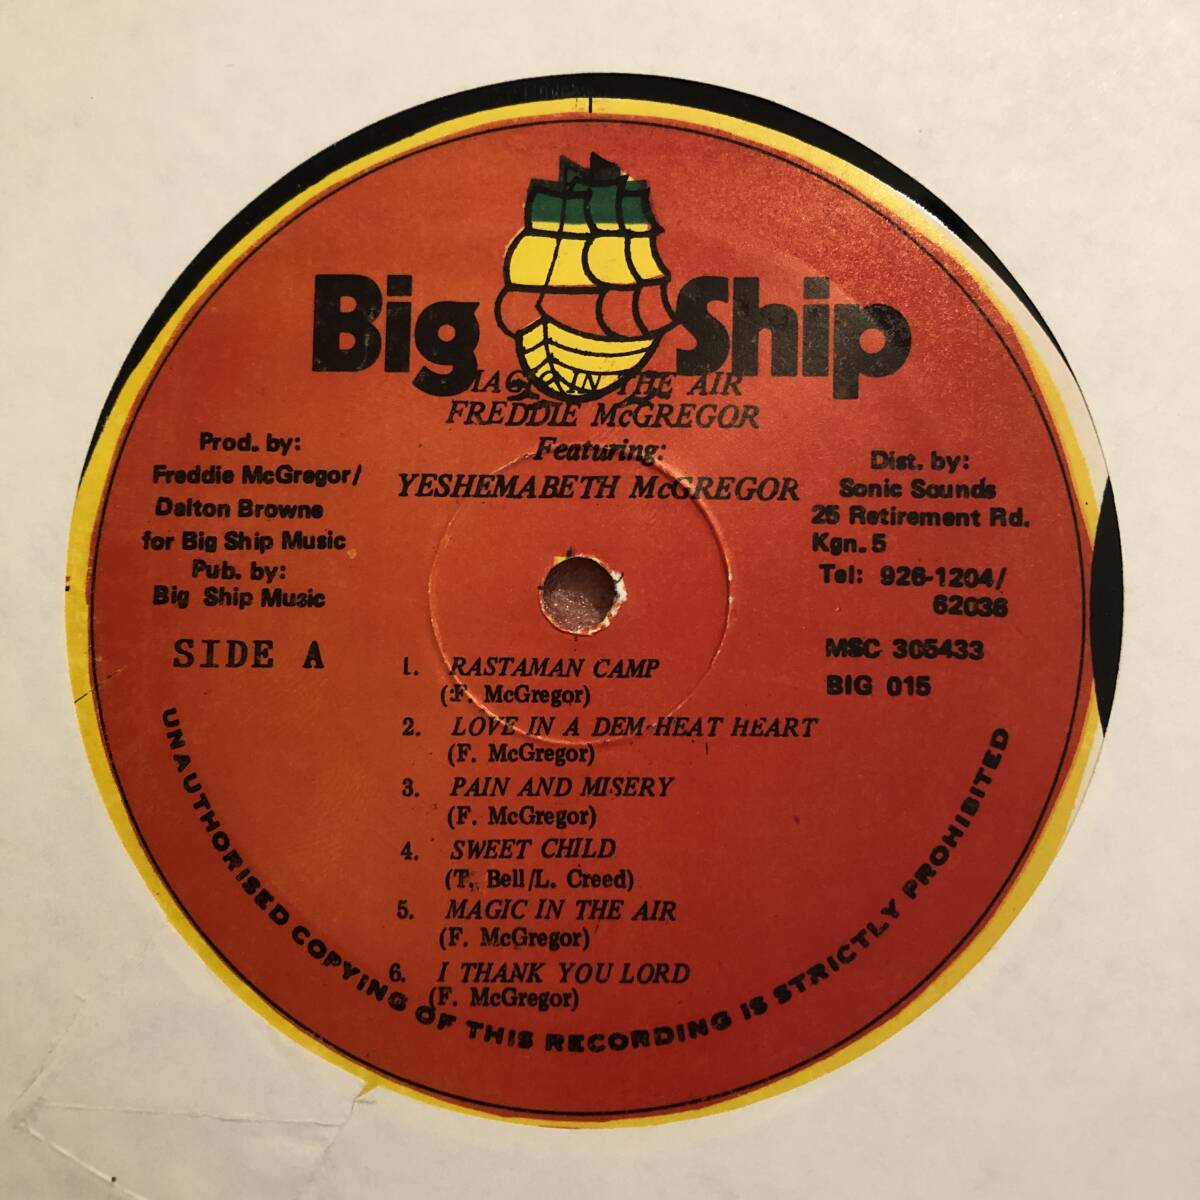 Big Ship
MAGIC IN THE AIR
FREDDIE McGREGOR
Featuring:
YESHEMABETH McGREGOR
Prod. by:
Freddie McGregor/
Dalton Browne
for Big Ship Music
Pub. by:
Big Ship Music
SIDE A
Dist. by:
Sonic Sounds
25 Retirement Rd.
Kgn. 5
Tel: 926-1204/
62036
MSC 305433
BIG 015
1. RASTAMAN CAMP
(F. McGregor)
2. LOVE IN A DEM HEAT HEART
(F. McGregor)
3. PAIN AND MISERY
(F. McGregor)
4. SWEET CHILD
(T. Bell/L. Creed)
5. MAGIC IN THE AIR
(F. McGregor)
6. I THANK YOU LORD
(F. McGregor)
UNAUTHORISED COPYING OF THIS RECORDING IS STRICTLY PROHIBITED